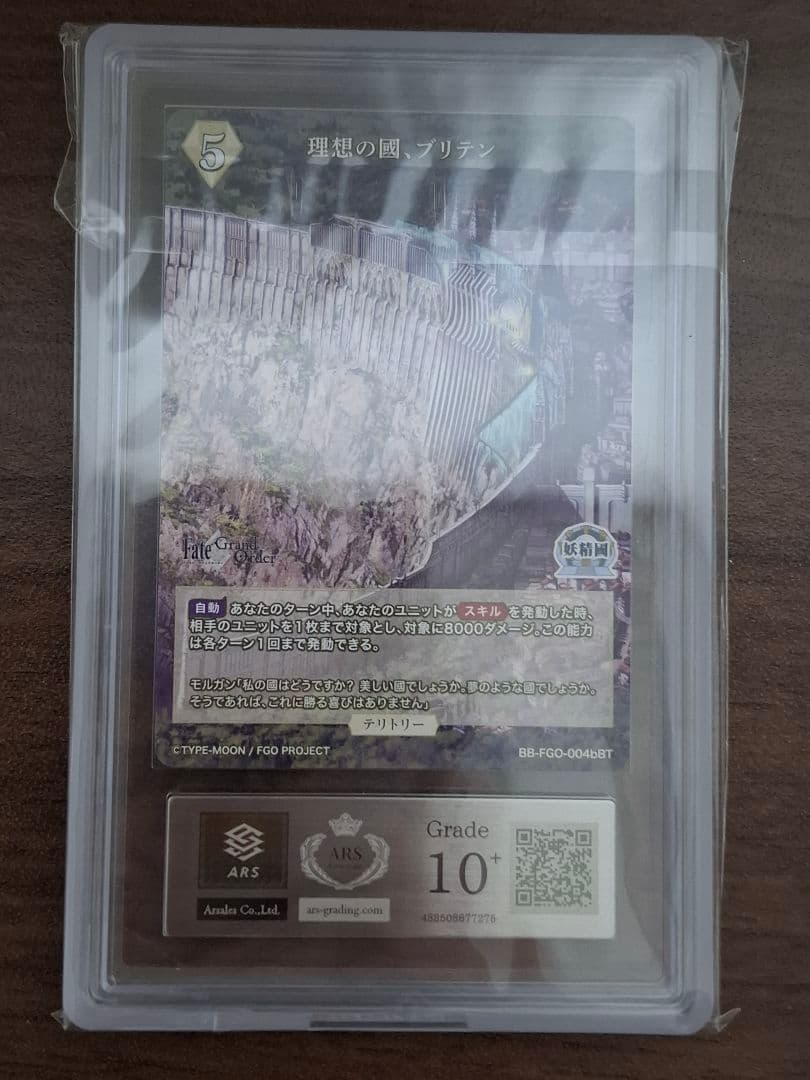 5
理想の國、ブリテン
Fate Grand Order
妖精國
自動 あなたのターン中、あなたのユニットが スキル を発動した時、
相手のユニットを1枚まで対象とし、対象に8000ダメージ。この能力
は各ターン1回まで発動できる。
モルガン「私の國はどうですか? 美しい國でしょうか。夢のような國でしょうか。
そうであれば、これに勝る喜びはありません」
テリトリー
©TYPE-MOON / FGO PROJECT
BB-FGO-004bBT
ARS
Arsales Co.,Ltd.
ARS
ars-grading.com
Grade
10+
488508677275